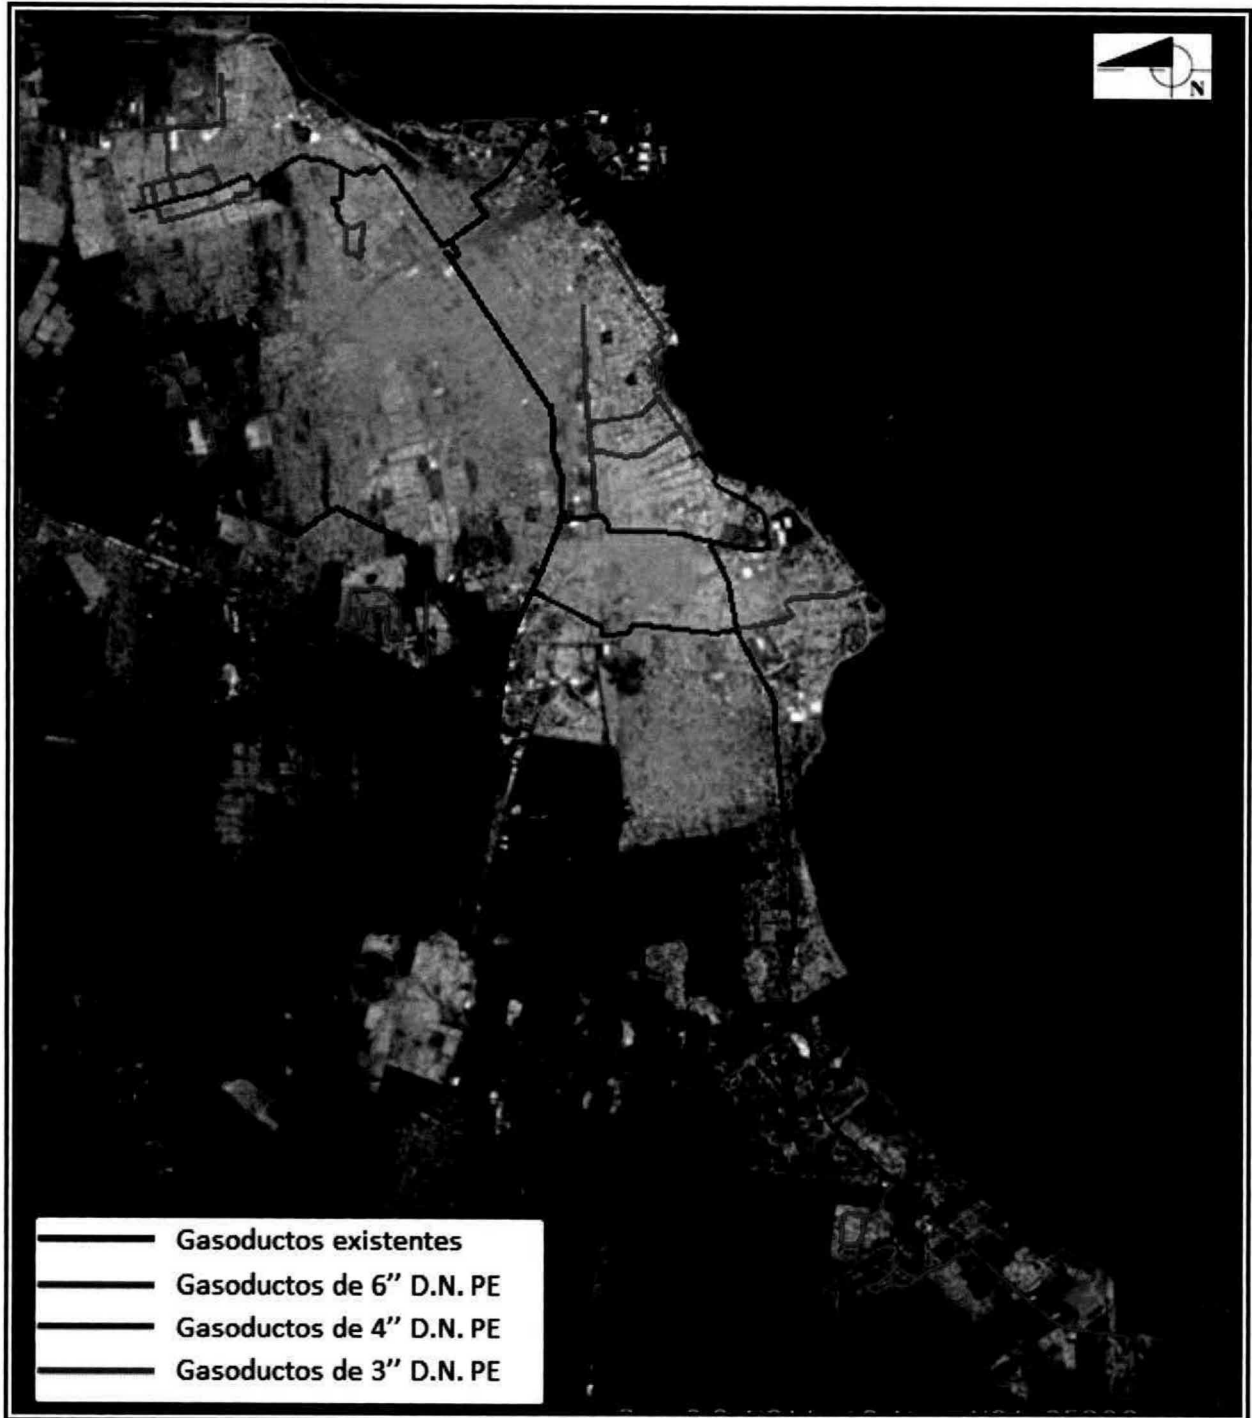 N
Gasoductos existentes
Gasoductos de 6’’ D.N. PE
Gasoductos de 4’’ D.N. PE
Gasoductos de 3’’ D.N. PE